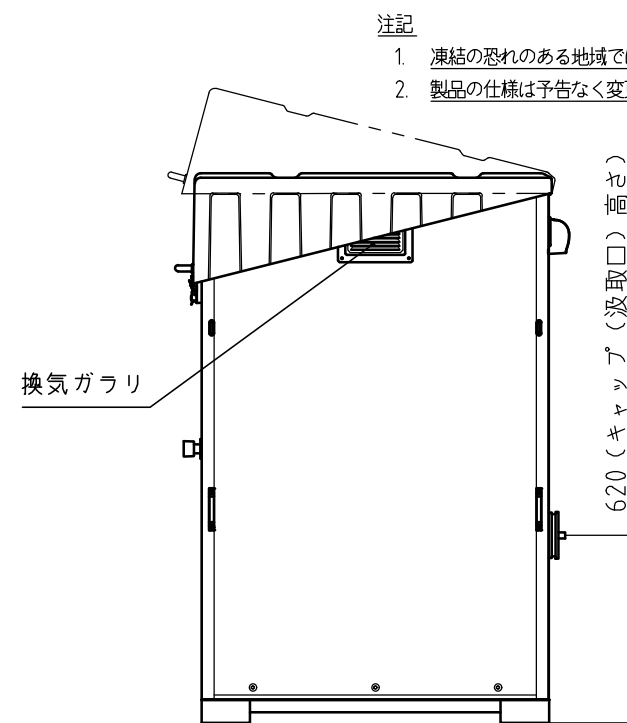 注記
1. 凍結の恐れのある地域で
2. 製品の仕様は予告なく変
換気ガラリ
620(キャップ(汲取口)高さ)